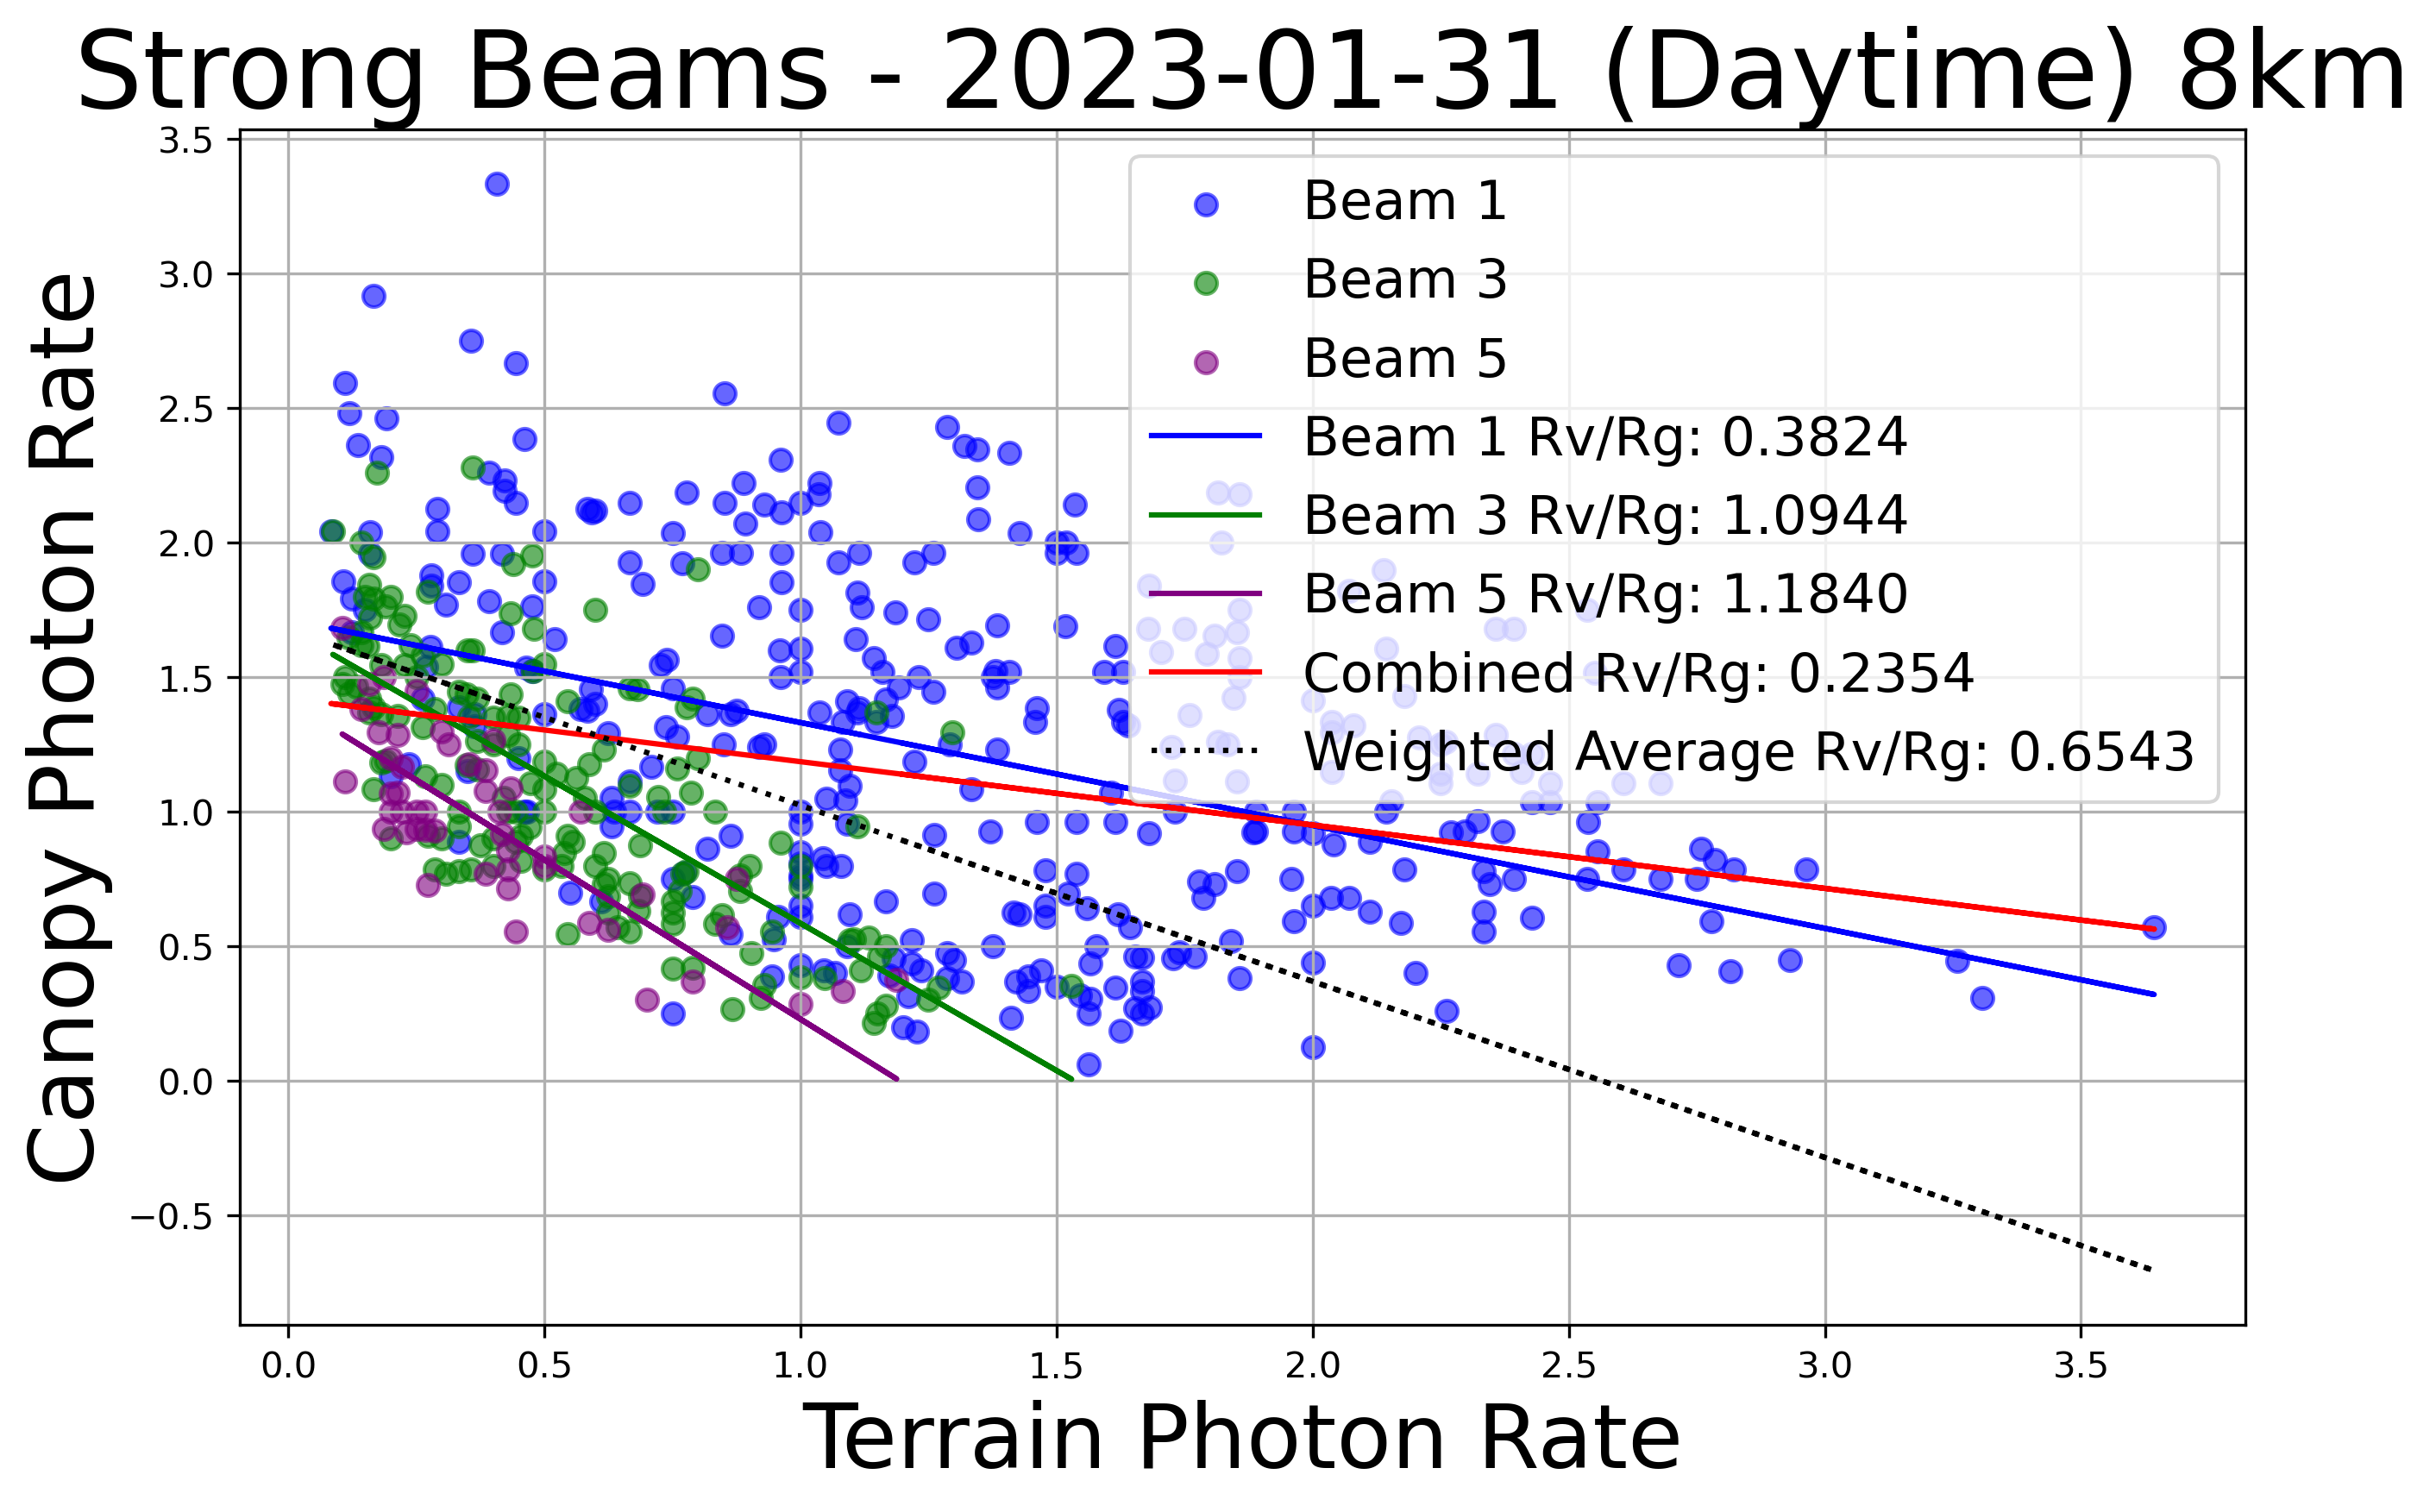 Strong Beams - 2023-01-31 (Daytime) 8km
Canopy Photon Rate
3.5
3.0
2.5
2.0
1.5
1.0
0.5
0.0
−0.5
Beam 1
Beam 3
Beam 5
Beam 1 Rv/Rg: 0.3824
Beam 3 Rv/Rg: 1.0944
Beam 5 Rv/Rg: 1.1840
Combined Rv/Rg: 0.2354
Weighted Average Rv/Rg: 0.6543
0.0 0.5 1.0 1.5 2.0 2.5 3.0 3.5
Terrain Photon Rate